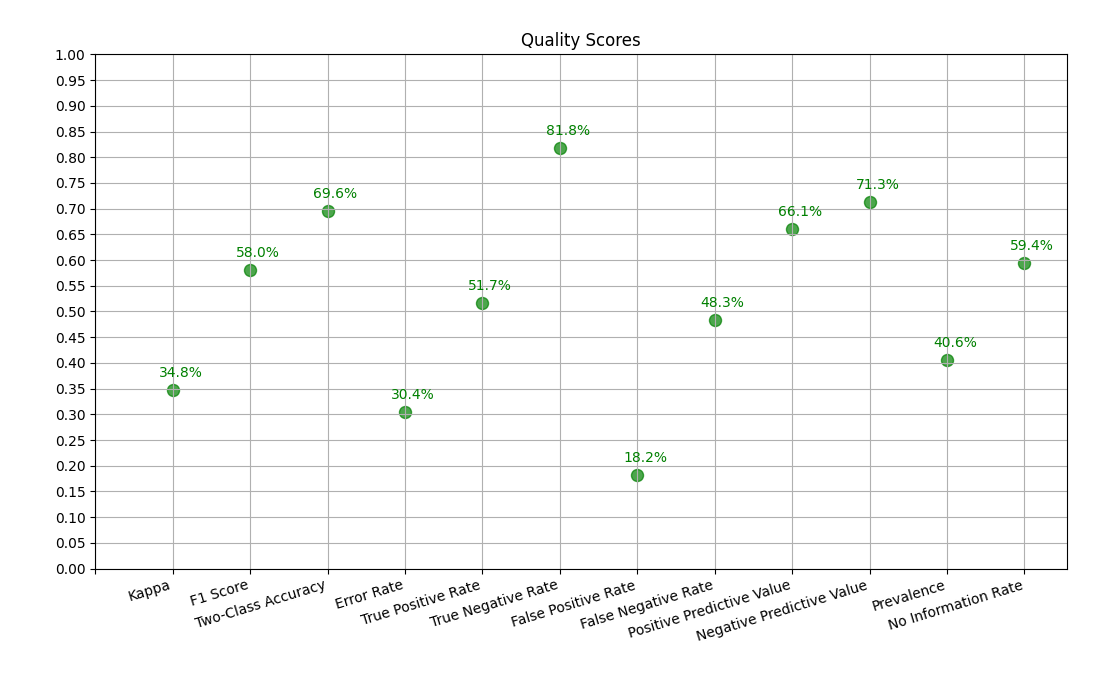 Quality Scores
1.00
0.95
0.90
0.85
0.80
0.75
0.70
0.65
0.60
0.55
0.50
0.45
0.40
0.35
0.30
0.25
0.20
0.15
0.10
0.05
0.00
34.8%
58.0%
69.6%
30.4%
51.7%
81.8%
18.2%
48.3%
66.1%
71.3%
40.6%
59.4%
Kappa
F1 Score
Two-Class Accuracy
Error Rate
True Positive Rate
True Negative Rate
False Positive Rate
False Negative Rate
Positive Predictive Value
Negative Predictive Value
Prevalence
No Information Rate